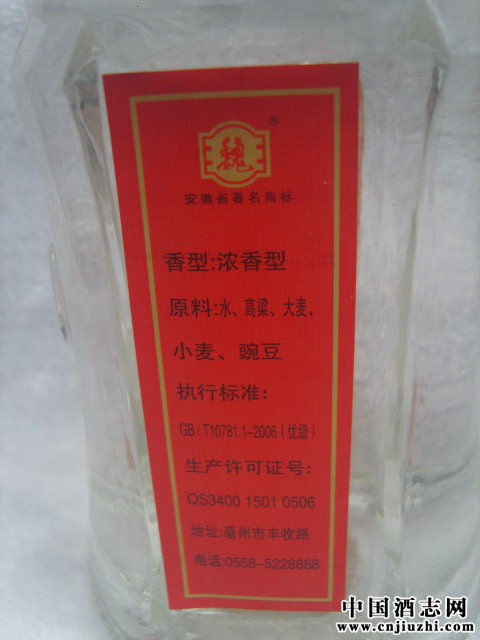 魏®
安徽省著名商标
香型:浓香型
原料:水、高粱、大麦、
小麦、豌豆
执行标准:
GB/T10781.1-2006(优级)
生产许可证号:
QS3400 1501 0506
地址:亳州市丰收路
电话:0558-5228888
中国酒志网
www.cnjiuzhi.com